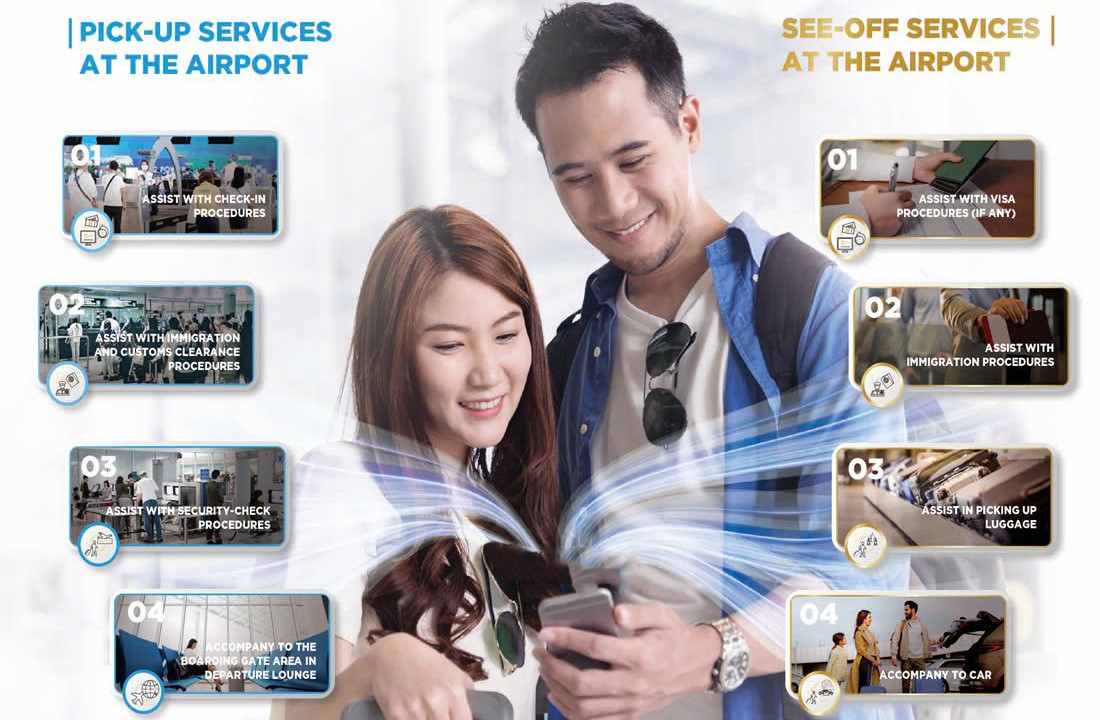 PICK-UP SERVICES
AT THE AIRPORT
01
ASSIST WITH CHECK-IN
PROCEDURES
02
ASSIST WITH IMMIGRATION
AND CUSTOMS CLEARANCE
PROCEDURES
03
ASSIST WITH SECURITY-CHECK
PROCEDURES
04
ACCOMPANY TO THE
BOARDING GATE AREA IN
DEPARTURE LOUNGE
SEE-OFF SERVICES
AT THE AIRPORT
01
ASSIST WITH VISA
PROCEDURES (IF ANY)
02
ASSIST WITH
IMMIGRATION PROCEDURES
03
ASSIST IN PICKING UP
LUGGAGE
04
ACCOMPANY TO CAR